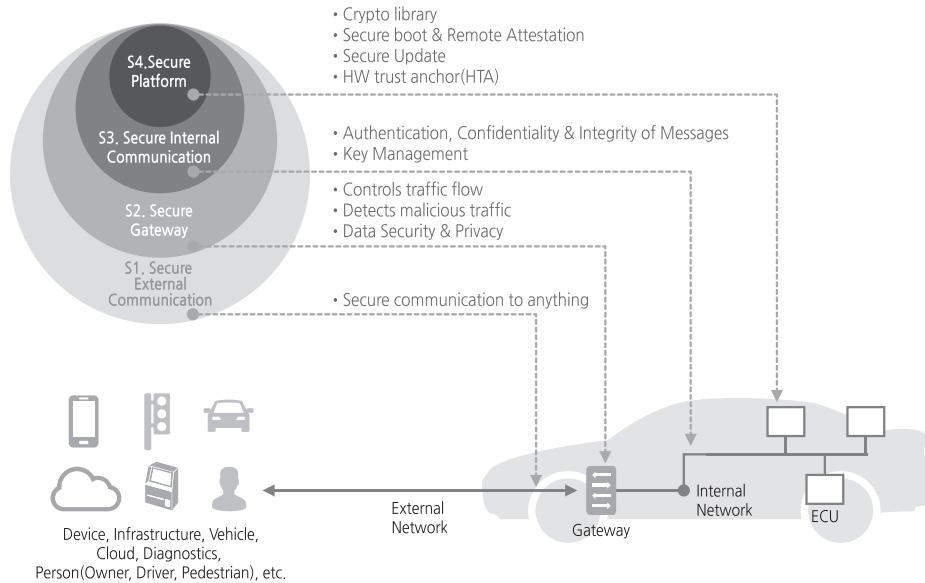 S4.Secure
Platform
S3. Secure Internal
Communication
S2. Secure
Gateway
S1. Secure
External
Communication
• Crypto library
• Secure boot & Remote Attestation
• Secure Update
• HW trust anchor(HTA)
• Authentication, Confidentiality & Integrity of Messages
• Key Management
• Controls traffic flow
• Detects malicious traffic
• Data Security & Privacy
• Secure communication to anything
Device, Infrastructure, Vehicle,
Cloud, Diagnostics,
Person(Owner, Driver, Pedestrian), etc.
External
Network
Gateway
Internal
Network
ECU